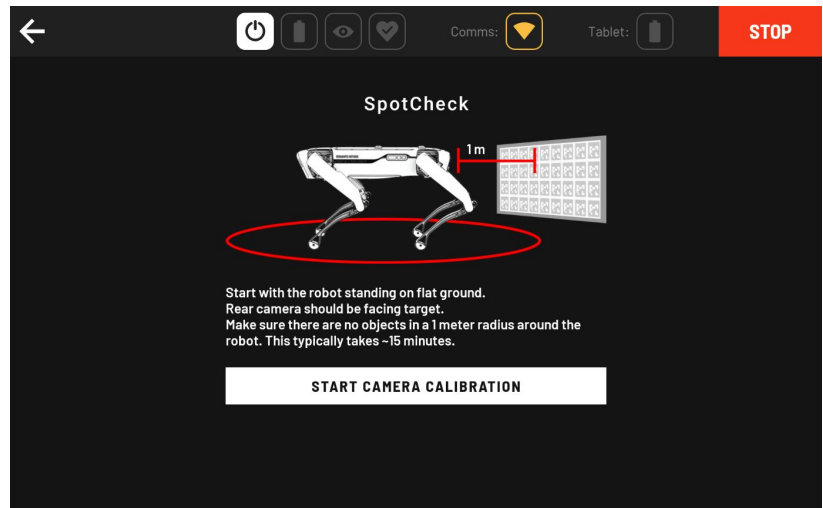 Comms:
Tablet:
STOP
SpotCheck
1 m
Start with the robot standing on flat ground.
Rear camera should be facing target.
Make sure there are no objects in a 1 meter radius around the
robot. This typically takes ~15 minutes.
START CAMERA CALIBRATION